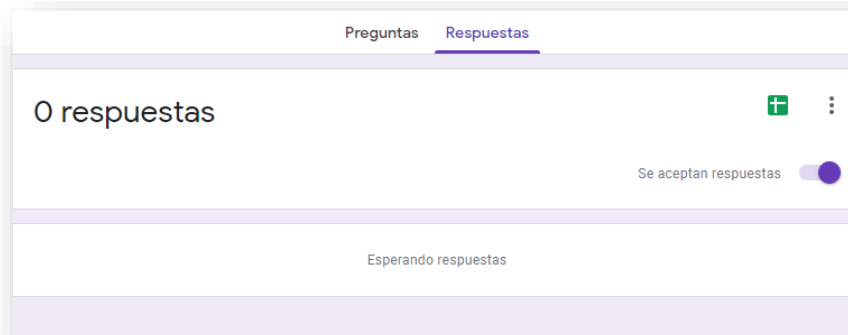 Preguntas Respuestas
0 respuestas
Se aceptan respuestas
Esperando respuestas